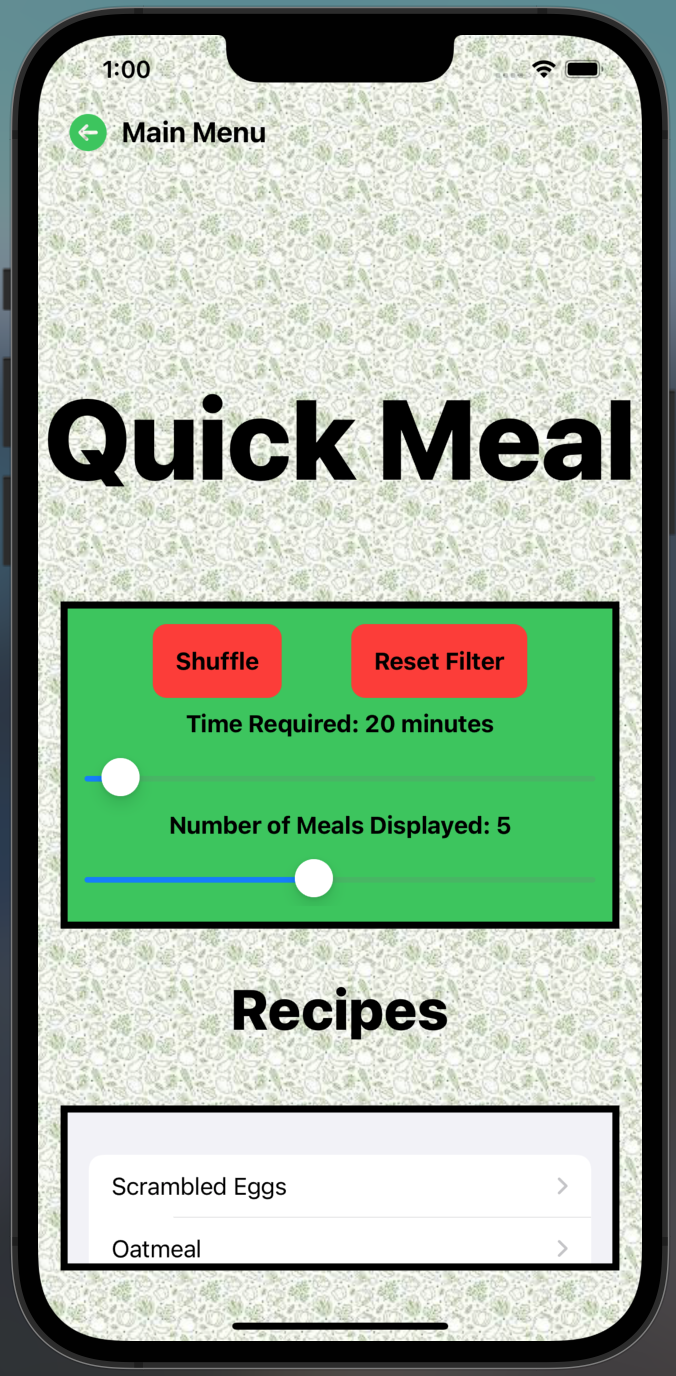 1:00
Main Menu
Quick Meal
Shuffle
Reset Filter
Time Required: 20 minutes
Number of Meals Displayed: 5
Recipes
Scrambled Eggs
Oatmeal